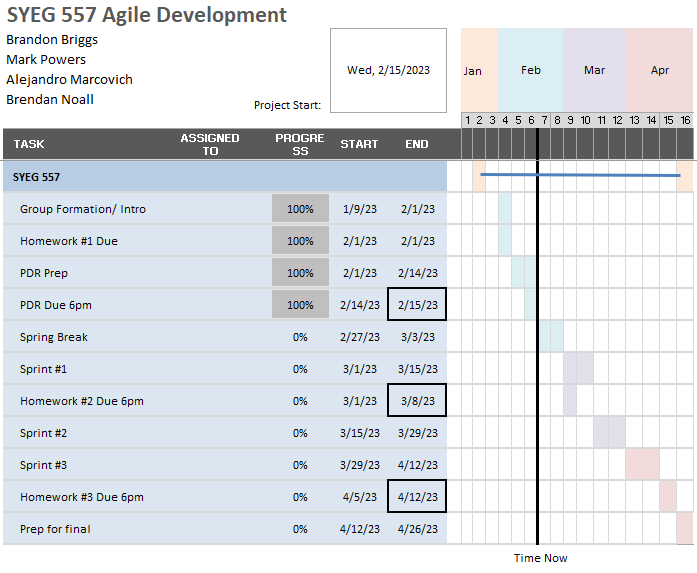 SYEG 557 Agile Development
Brandon Briggs
Mark Powers
Alejandro Marcovich
Brendan Noall
Project Start:
Wed, 2/15/2023
Jan Feb Mar Apr
1 2 3 4 5 6 7 8 9 10 11 12 13 14 15 16
TASK ASSIGNED TO PROGRE SS START END
SYEG 557
Group Formation/ Intro 100% 1/9/23 2/1/23
Homework #1 Due 100% 2/1/23 2/1/23
PDR Prep 100% 2/1/23 2/14/23
PDR Due 6pm 100% 2/14/23 2/15/23
Spring Break 0% 2/27/23 3/3/23
Sprint #1 0% 3/1/23 3/15/23
Homework #2 Due 6pm 0% 3/1/23 3/8/23
Sprint #2 0% 3/15/23 3/29/23
Sprint #3 0% 3/29/23 4/12/23
Homework #3 Due 6pm 0% 4/5/23 4/12/23
Prep for final 0% 4/12/23 4/26/23
Time Now